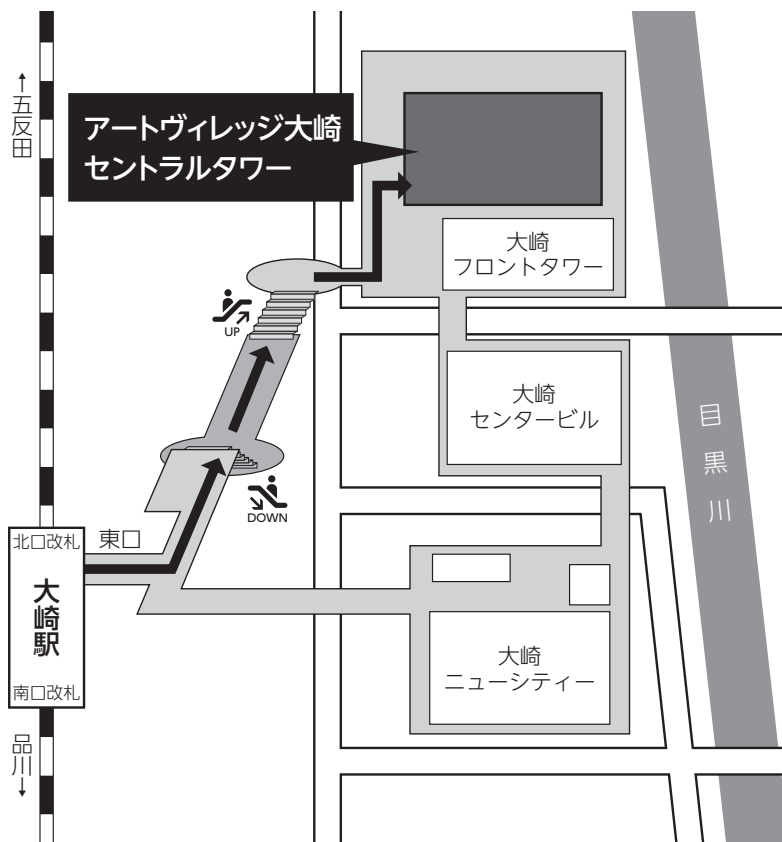 ↑五反田
アートヴィレッジ大崎
セントラルタワー
大崎
フロントタワー
UP
大崎
センタービル
目黒川
DOWN
北口改札
東口
大崎駅
南口改札
大崎
ニューシティー
品川↓